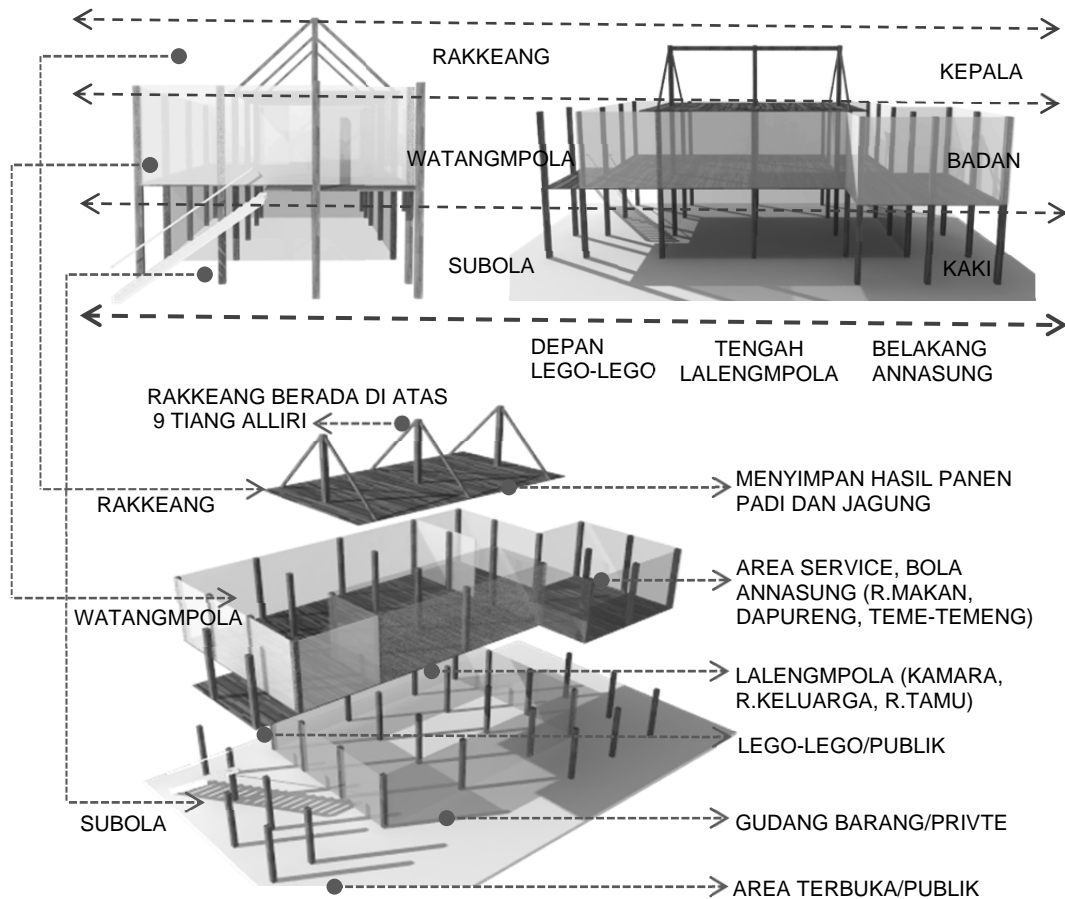 RAKKEANG
KEPALA
WATANGMPOLA
BADAN
SUBOLA
KAKI
DEPAN
LEGO-LEGO
TENGAH
LALENGMPOLA
BELAKANG
ANNASUNG
RAKKEANG BERADA DI ATAS
9 TIANG ALLIRI
RAKKEANG
MENYIMPAN HASIL PANEN
PADI DAN JAGUNG
WATANGMPOLA
AREA SERVICE, BOLA
ANNASUNG (R.MAKAN,
DAPURENG, TEME-TEMENG)
LALENGMPOLA (KAMARA,
R.KELUARGA, R.TAMU)
LEGO-LEGO/PUBLIK
SUBOLA
GUDANG BARANG/PRIVTE
AREA TERBUKA/PUBLIK